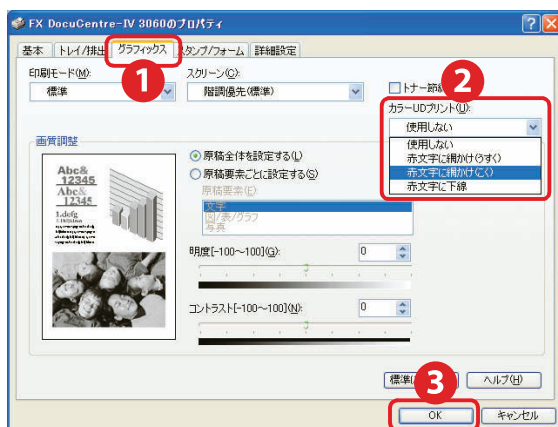 FX DocuCentre-IV 3060のプロパティ
基本 トレイ/排出 グラフィックス スタンプ/フォーム 詳細設定
1
2
印刷モード(M):
標準
スクリーン(C):
階調優先(標準)
トナー節
カラーUDプリント(U):
使用しない
使用しない
赤文字に網かけ(うすく)
赤文字に網かけ(こく)
赤文字に下線
画質調整
Abc&
12345
Abc&
12345
1.defg
原稿全体を設定する(L)
原稿要素ごとに設定する(S)
原稿要素(E)
文字
図/表/グラフ
写真
明度[-100～100](G): 0
コントラスト[-100～100](N): 0
3
標準 ヘルプ(H)
OK キャンセル